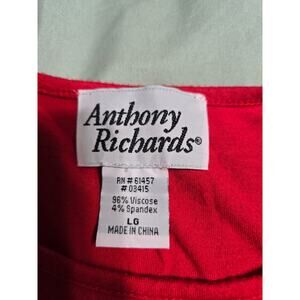 Anthony
Richards®
RN # 61457
# 03415
96% Viscose
4% Spandex
LG
MADE IN CHINA